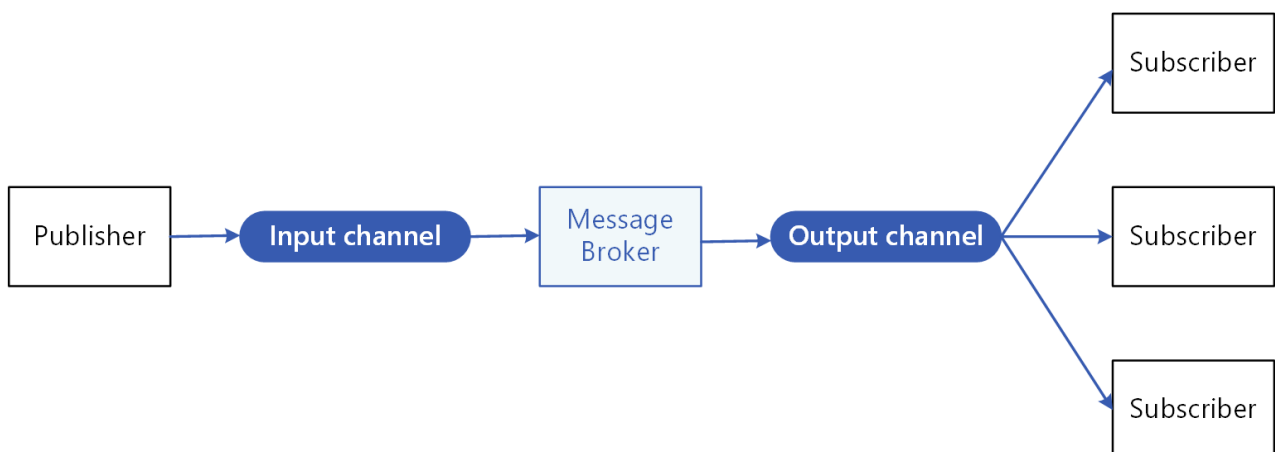 Subscriber
Publisher
Input channel
Message
Broker
Output channel
Subscriber
Subscriber